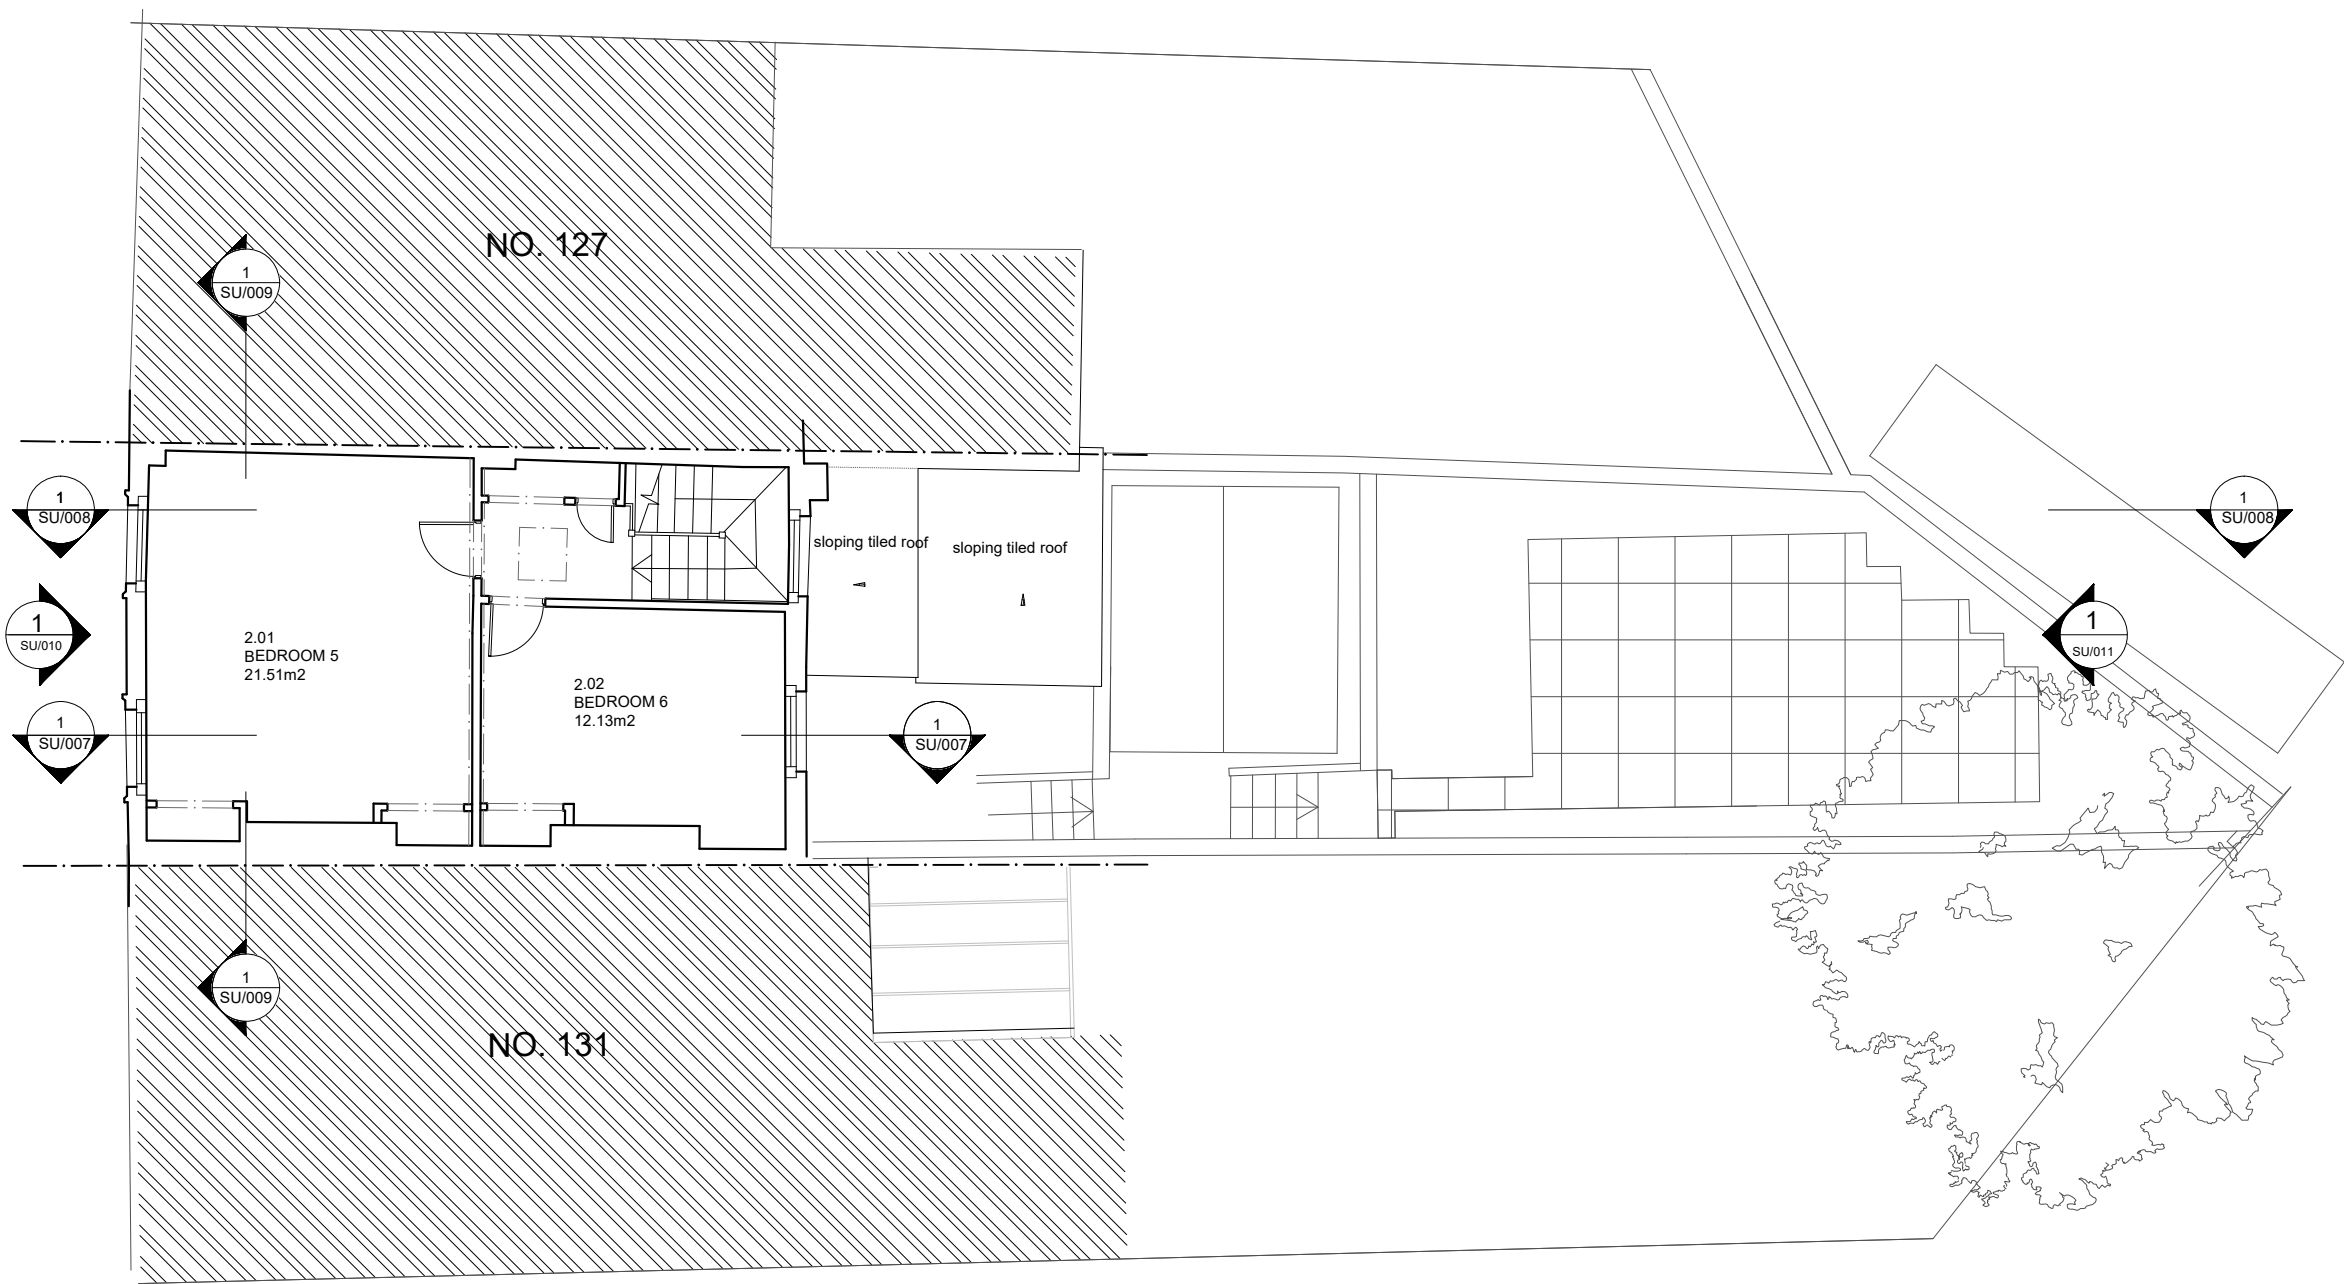 NO. 127
1
SU/009
1
SU/008
1
SU/008
sloping tiled roof
sloping tiled roof
1
SU/010
2.01
BEDROOM 5
21.51m2
1
SU/011
2.02
BEDROOM 6
12.13m2
1
SU/007
1
SU/007
1
SU/009
NO. 131